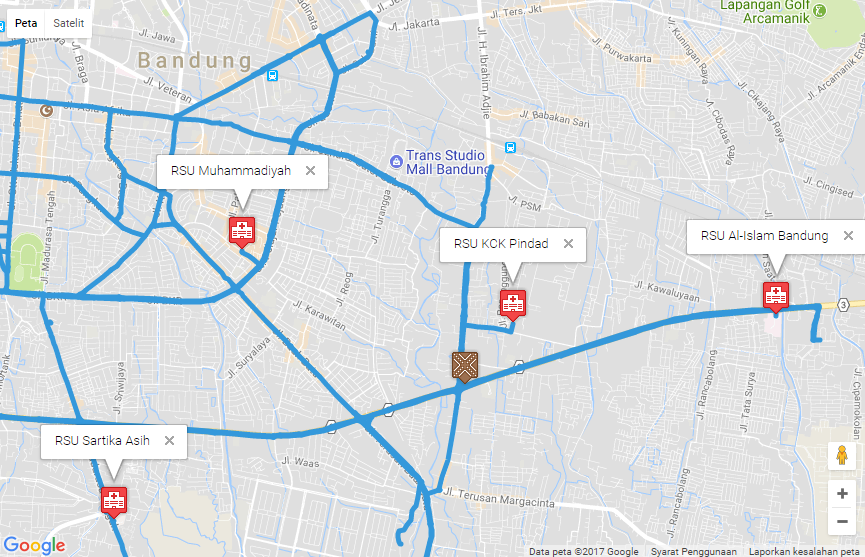 Peta Satelit
Lapangan Golf
Arcamanik
Jl. Ters. Jkt
Jl. Jakarta
Jl. Jawa
Jl. Braga
Bandung
Jl. Veteran
Jl. H. Ibrahim Adjie
Jl. Purwakarta
Jl. Kuningan Raya
Jl. Arcamanik Endah
Jl. Cikajang Raya
Jl. Cibodas Raya
Jl. Babakan Sari
Trans Studio
Mall Bandung
RSU Muhammadiyah
Jl. Cingised
Jl. PSM
Jl. Turangga
Jl. Madurasa Tengah
RSU KCK Pindad
RSU Al-Islam Bandung
Jl. Reog
Jl. Kawaluyaan
3
Jl. Karawitan
Jl. Suryalaya
Jl. Sriwijaya
Jl. Rancabolang
Jl. Tata Surya
Jl. Cipamokolan
RSU Sartika Asih
Jl. Waas
Jl. Terusan Margacinta
Jl. Rancabolang
Google
Data peta ©2017 Google Syarat Penggunaan Laporkan kesalahan peta